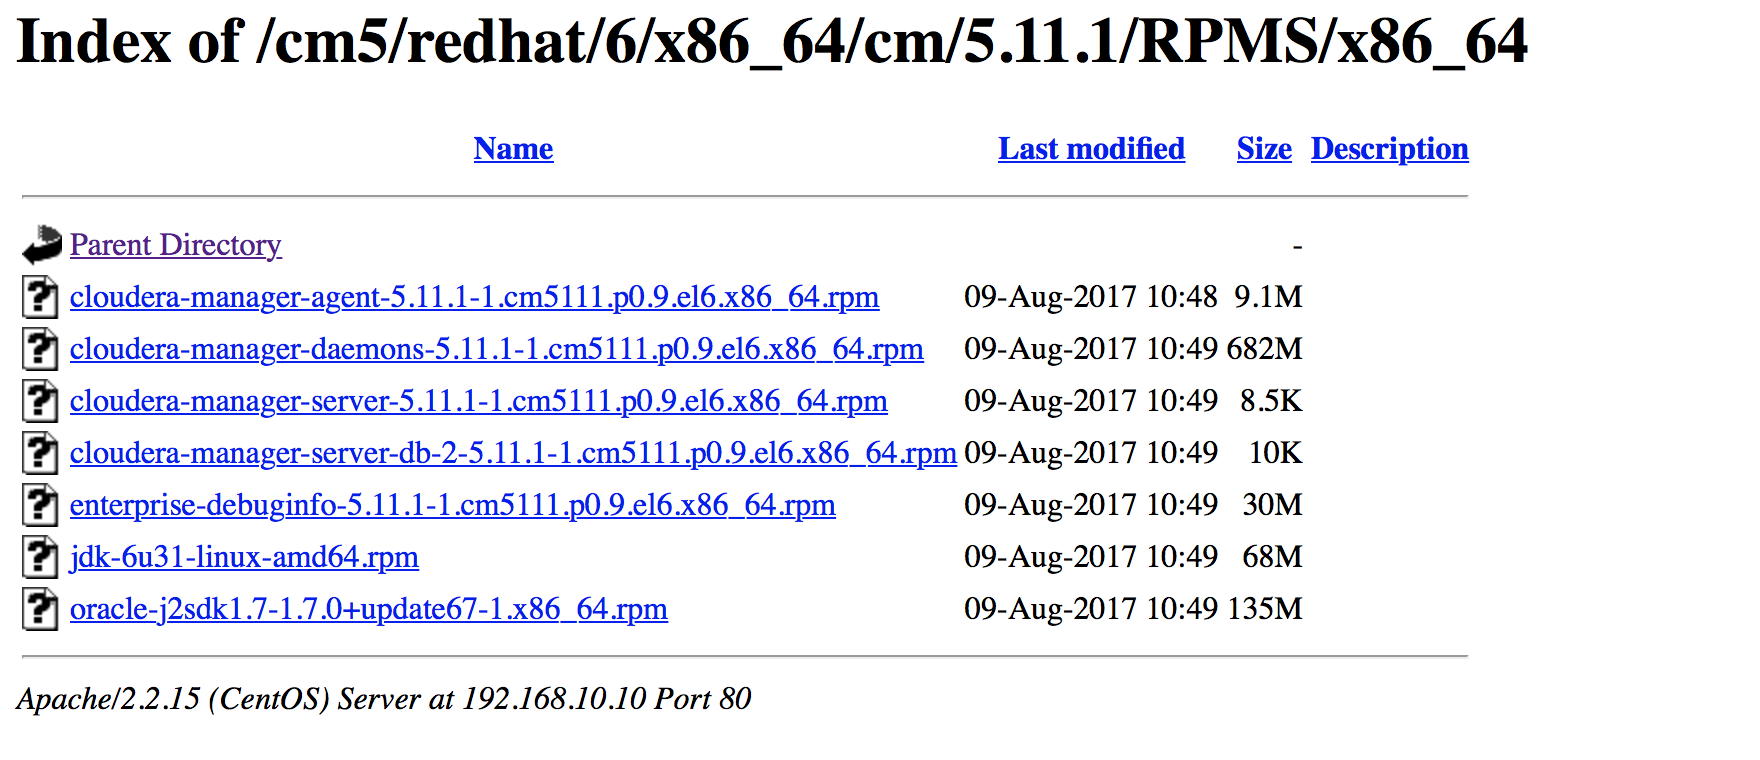 Index of /cm5/redhat/6/x86_64/cm/5.11.1/RPMS/x86_64
Name Last modified Size Description
Parent Directory -
cloudera-manager-agent-5.11.1-1.cm5111.p0.9.el6.x86_64.rpm 09-Aug-2017 10:48 9.1M
cloudera-manager-daemons-5.11.1-1.cm5111.p0.9.el6.x86_64.rpm 09-Aug-2017 10:49 682M
cloudera-manager-server-5.11.1-1.cm5111.p0.9.el6.x86_64.rpm 09-Aug-2017 10:49 8.5K
cloudera-manager-server-db-2-5.11.1-1.cm5111.p0.9.el6.x86_64.rpm 09-Aug-2017 10:49 10K
enterprise-debuginfo-5.11.1-1.cm5111.p0.9.el6.x86_64.rpm 09-Aug-2017 10:49 30M
jdk-6u31-linux-amd64.rpm 09-Aug-2017 10:49 68M
oracle-j2sdk1.7-1.7.0+update67-1.x86_64.rpm 09-Aug-2017 10:49 135M
Apache/2.2.15 (CentOS) Server at 192.168.10.10 Port 80